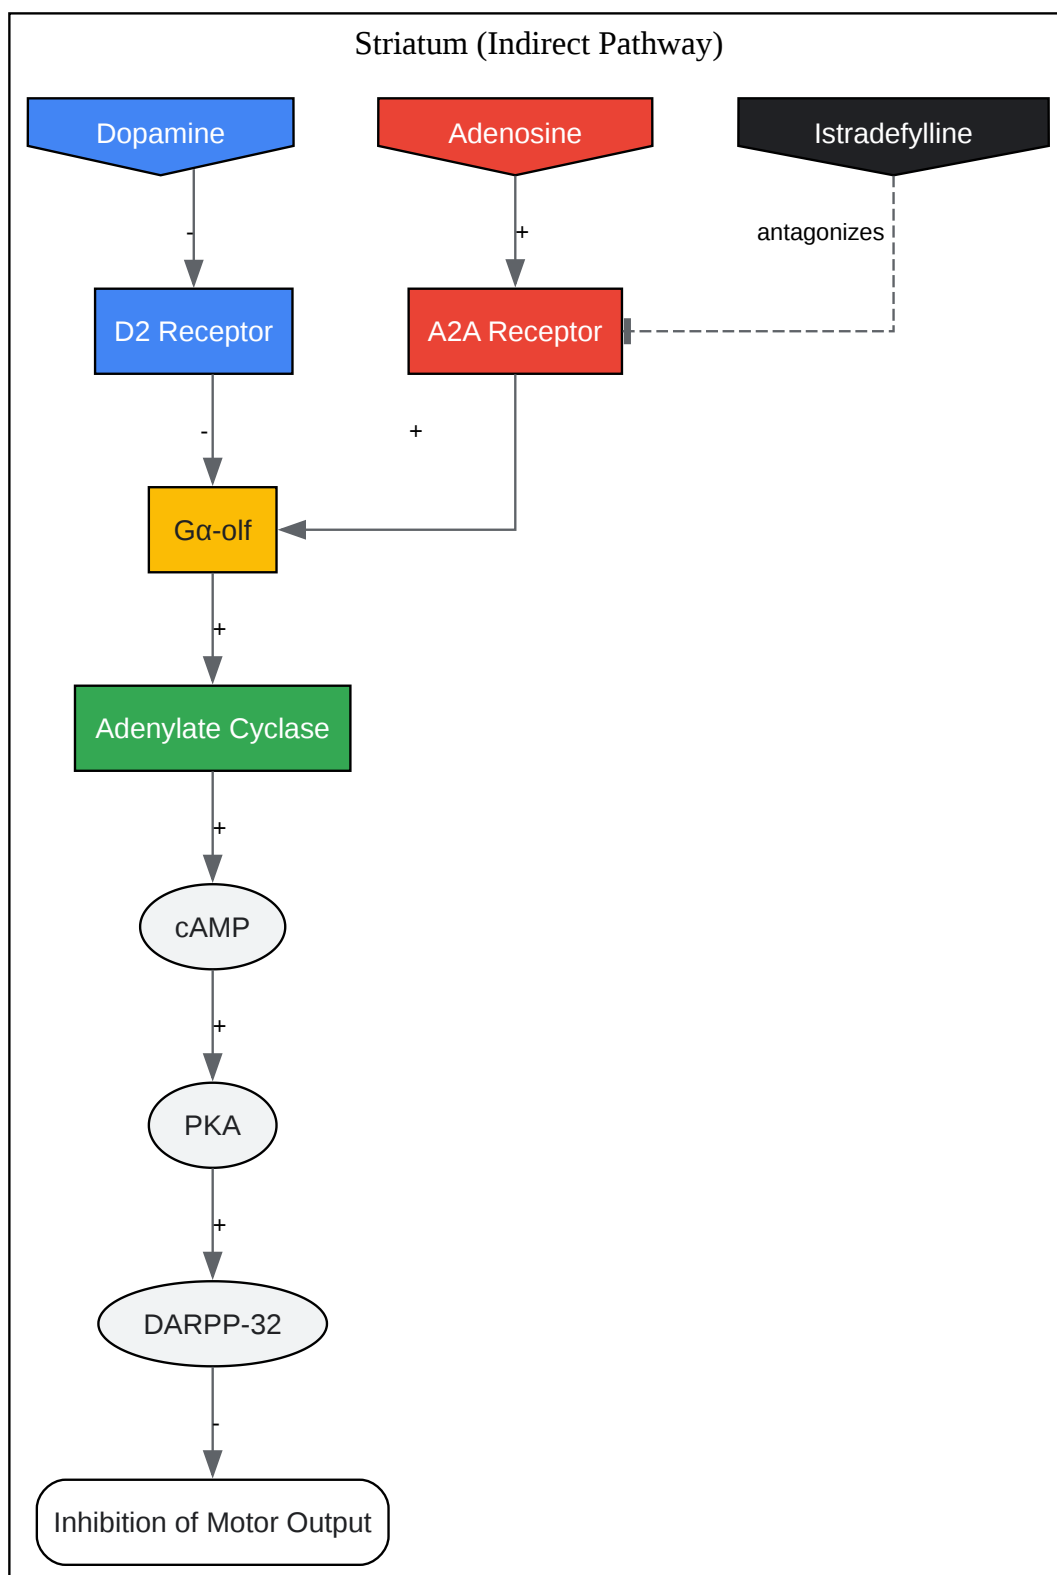 Striatum (Indirect Pathway)
Dopamine
Adenosine
Istradefylline
-
+
antagonizes
D2 Receptor
A2A Receptor
-
+
Gα-olf
+
Adenylate Cyclase
+
cAMP
+
PKA
+
DARPP-32
-
Inhibition of Motor Output